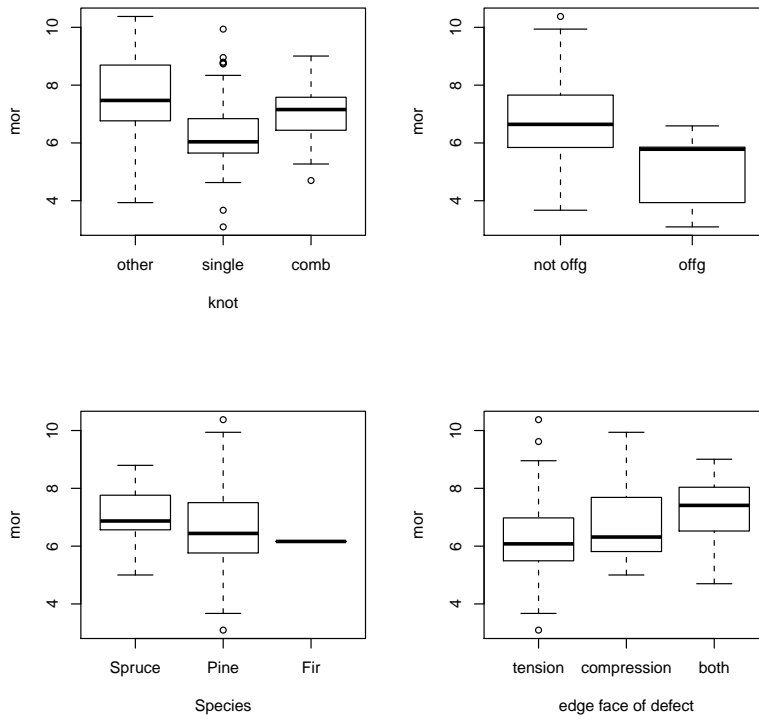 mor
10
8
6
4
other single comb
knot
mor
10
8
6
4
not offg offg
mor
10
8
6
4
Spruce Pine Fir
Species
mor
10
8
6
4
tension compression both
edge face of defect